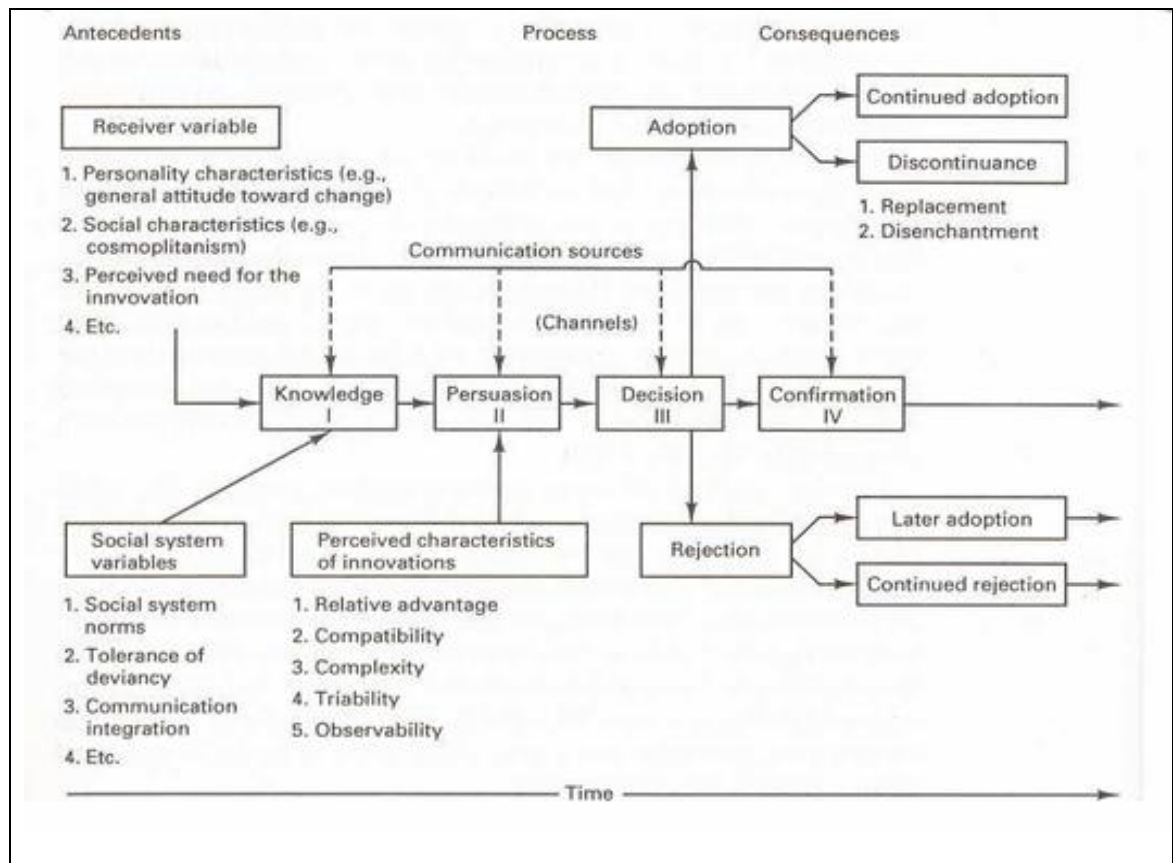 Antecedents
Process
Consequences
Receiver variable
1. Personality characteristics (e.g.,
general attitude toward change)
2. Social characteristics (e.g.,
cosmoplitanism)
3. Perceived need for the
innvovation
4. Etc.
Adoption
Continued adoption
Discontinuance
1. Replacement
2. Disenchantment
Communication sources
(Channels)
Knowledge
I
Persuasion
II
Decision
III
Confirmation
IV
Social system
variables
1. Social system
norms
2. Tolerance of
deviancy
3. Communication
integration
4. Etc.
Perceived characteristics
of innovations
1. Relative advantage
2. Compatibility
3. Complexity
4. Triability
5. Observability
Rejection
Later adoption
Continued rejection
Time